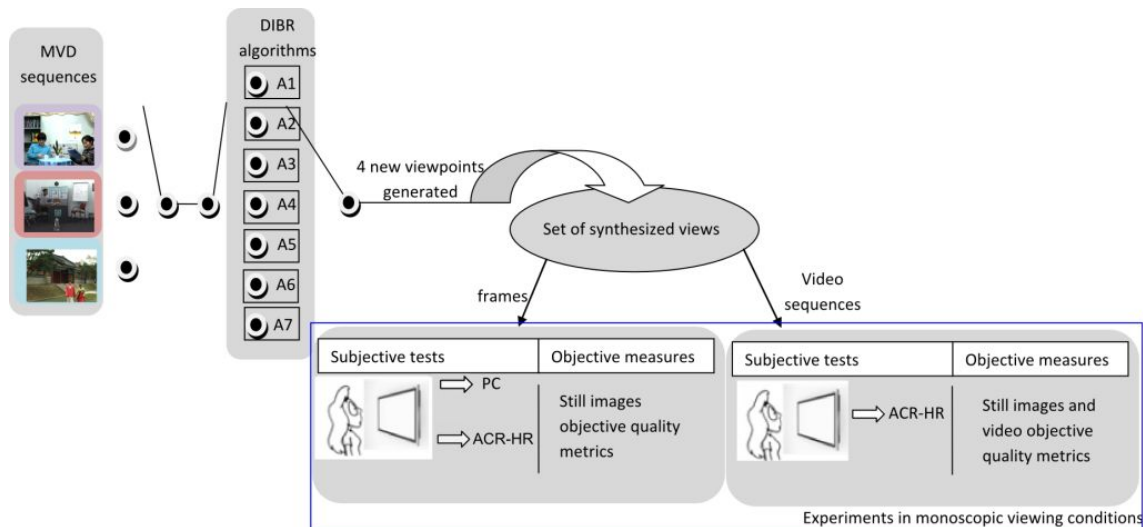 MVD
sequences
DIBR
algorithms
A1
A2
A3
A4
A5
A6
A7
4 new viewpoints
generated
Set of synthesized views
frames
Video
sequences
Subjective tests
Objective measures
PC
ACR-HR
Still images
objective quality
metrics
Subjective tests
Objective measures
ACR-HR
Still images and
video objective
quality metrics
Experiments in monoscopic viewing conditions